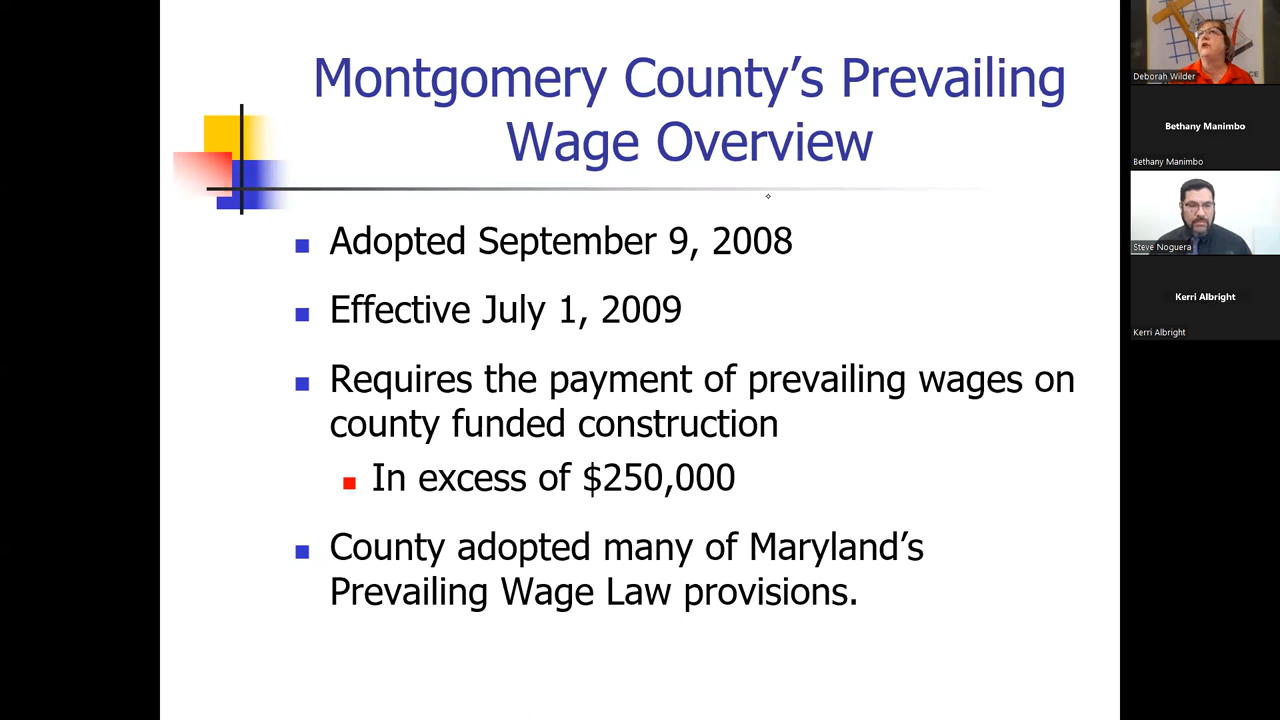 Montgomery County’s Prevailing
Wage Overview
Adopted September 9, 2008
Effective July 1, 2009
Requires the payment of prevailing wages on
county funded construction
In excess of $250,000
County adopted many of Maryland’s
Prevailing Wage Law provisions.
Deborah Wilder
Bethany Manimbo
Bethany Manimbo
Steve Noguera
Kerri Albright
Kerri Albright